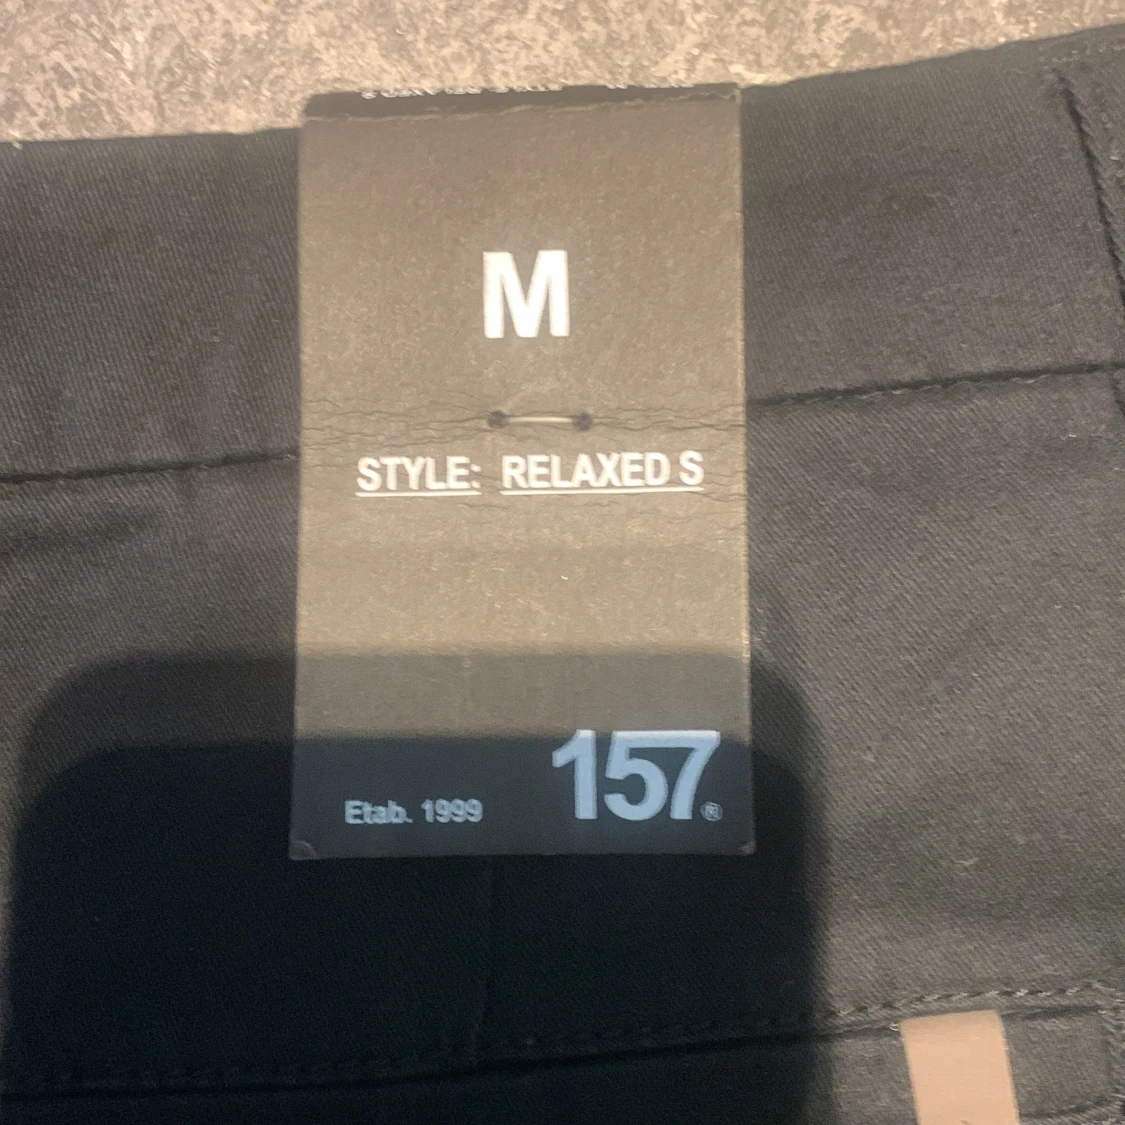 M
STYLE: RELAXED S
157®
Etab. 1999